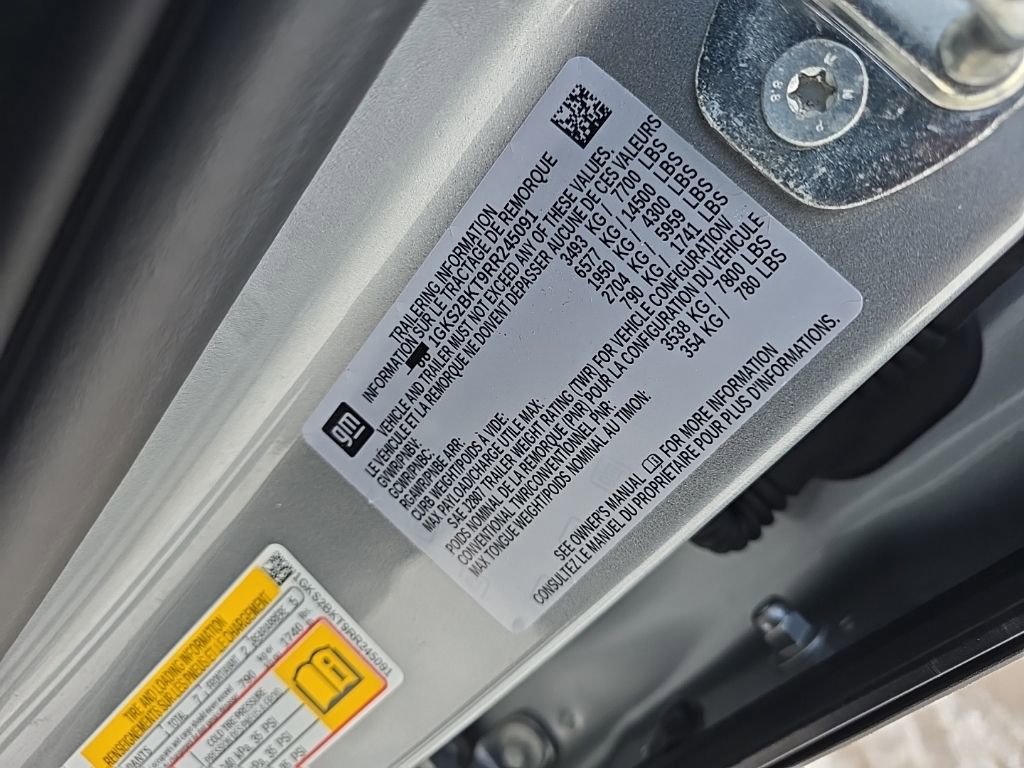 gm
TRAILERING INFORMATION
INFORMATION SUR LE TRACTAGE DE REMORQUE
1GKS2BKT9RR245091
VEHICLE AND TRAILER MUST NOT EXCEED ANY OF THESE VALUES.
LE VÉHICULE ET LA REMORQUE NE DOIVENT DÉPASSER AUCUNE DE CES VALEURS
GVWR/PNBV: 3493 KG / 7700 LBS
GCWR/PNBC: 6577 KG / 14500 LBS
RGAWR/PNBE ARR: 1950 KG / 4300 LBS
CURB WEIGHT/POIDS À VIDE: 2704 KG / 5959 LBS
MAX PAYLOAD/CHARGE UTILE MAX: 790 KG / 1741 LBS
SAE J2807 TRAILER WEIGHT RATING (TWR) FOR VEHICLE CONFIGURATION/
POIDS NOMINAL DE LA REMORQUE (PNR) POUR LA CONFIGURATION DU VÉHICULE
CONVENTIONAL TWR/CONVENTIONNEL PNR: 3538 KG / 7800 LBS
MAX TONGUE WEIGHT/POIDS NOMINAL AU TIMON: 354 KG / 780 LBS
SEE OWNER'S MANUAL FOR MORE INFORMATION
CONSULTEZ LE MANUEL DU PROPRIÉTAIRE POUR PLUS D'INFORMATIONS.
1GKS2BKT9RR245091
TIRE AND LOADING INFORMATION
RENSEIGNEMENTS SUR LES PNEUS ET LE CHARGEMENT
TOTAL 7
790 kg or 1740
COLD TIRE PRESSURE
kPa, 35 PSI
PSI